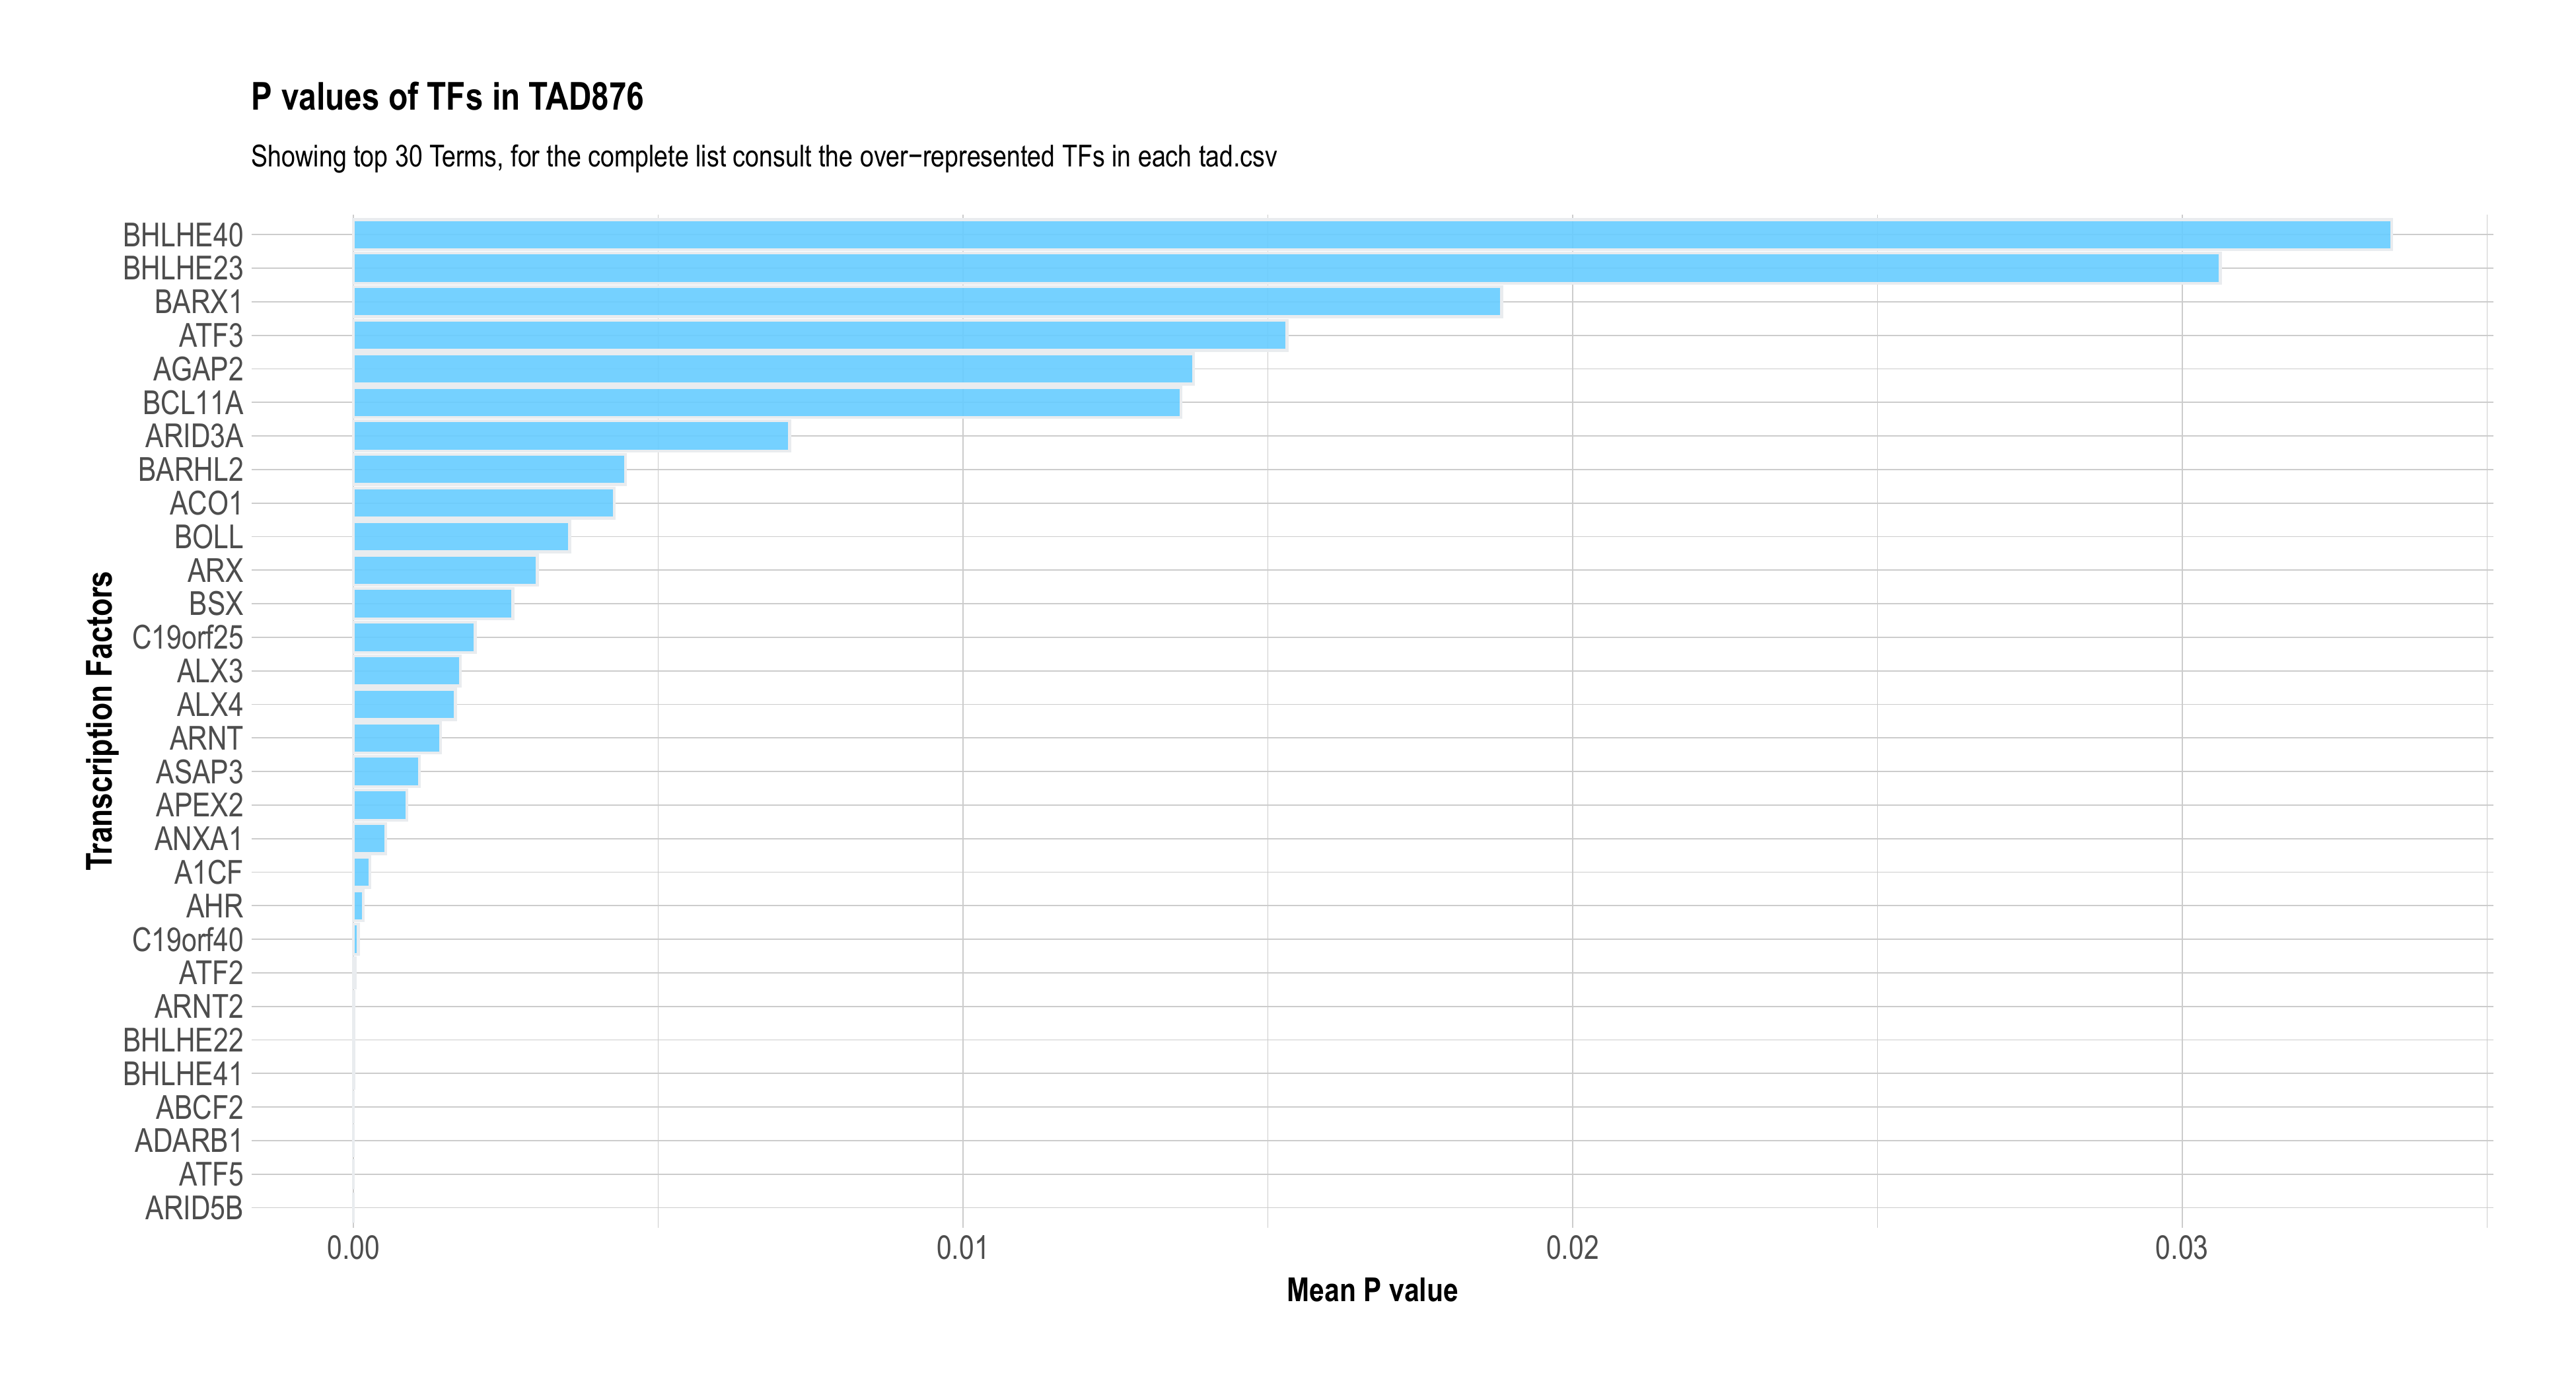 P values of TFs in TAD876
Showing top 30 Terms, for the complete list consult the over−represented TFs in each tad.csv
Transcription Factors
BHLHE40
BHLHE23
BARX1
ATF3
AGAP2
BCL11A
ARID3A
BARHL2
ACO1
BOLL
ARX
BSX
C19orf25
ALX3
ALX4
ARNT
ASAP3
APEX2
ANXA1
A1CF
AHR
C19orf40
ATF2
ARNT2
BHLHE22
BHLHE41
ABCF2
ADARB1
ATF5
ARID5B
0.00 0.01 0.02 0.03
Mean P value